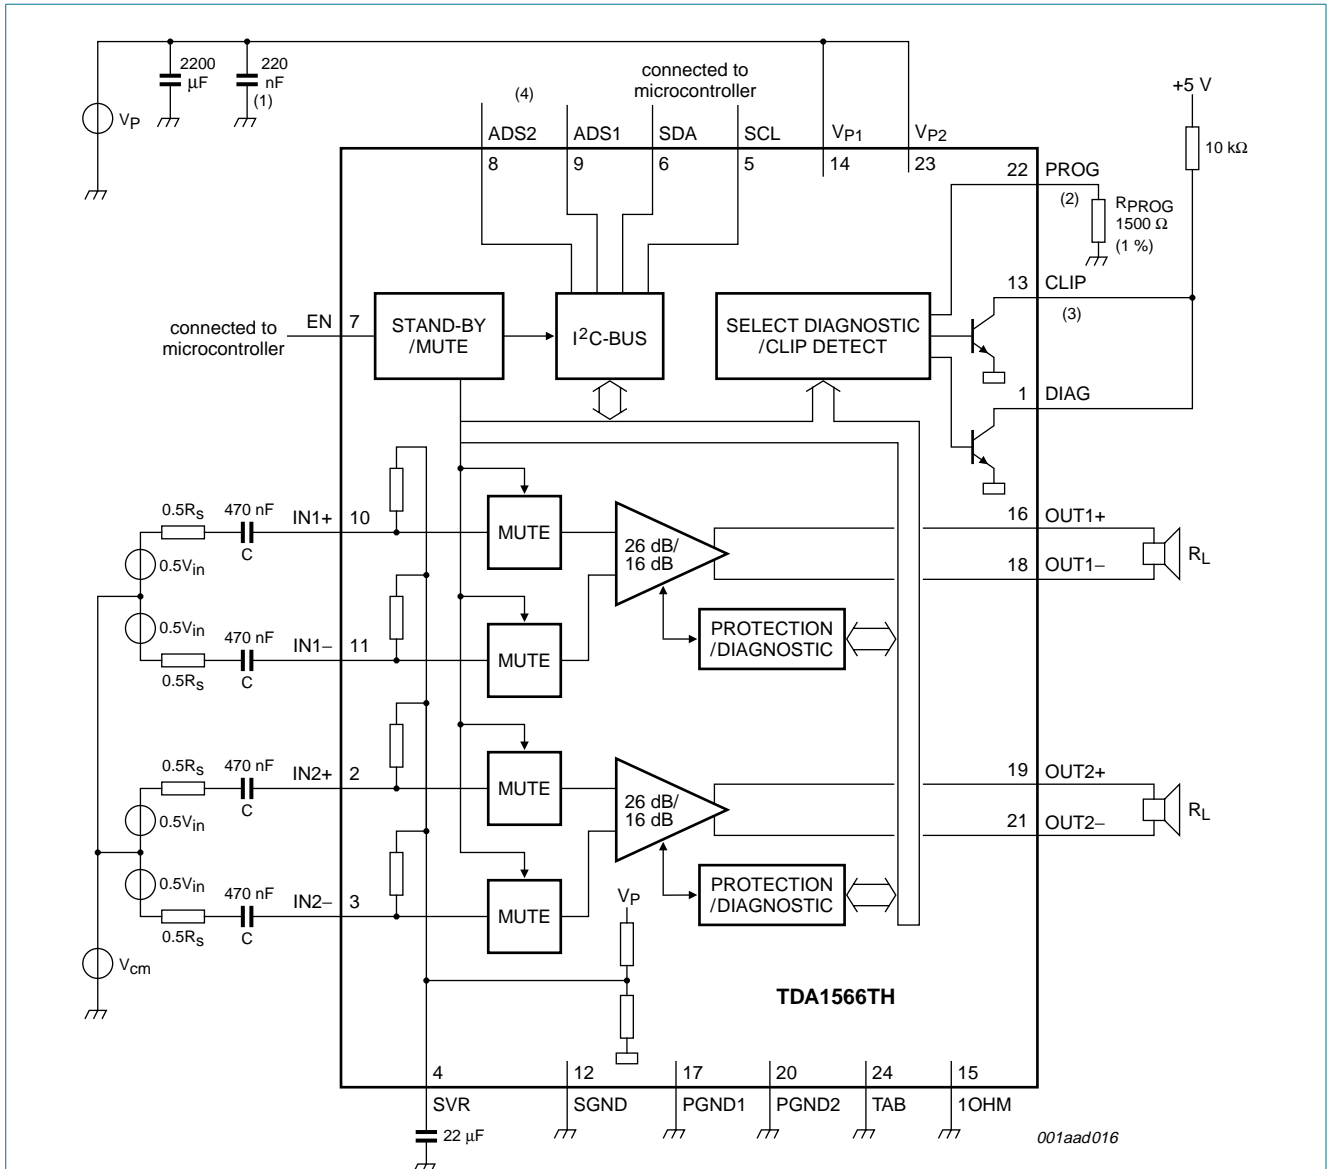 2200
μF
220
nF
(1)
VP
connected to
microcontroller
(4)
ADS2
ADS1
SDA
SCL
VP1
VP2
8
9
6
5
14
23
+5 V
10 kΩ
22
PROG
(2)
RPROG
1500 Ω
(1 %)
13
CLIP
(3)
1
DIAG
connected to
microcontroller
EN
7
STAND-BY
/MUTE
I2C-BUS
SELECT DIAGNOSTIC
/CLIP DETECT
0.5Rs
470 nF
C
IN1+
10
MUTE
26 dB/
16 dB
16
OUT1+
18
OUT1−
RL
0.5Vin
0.5Vin
0.5Rs
470 nF
C
IN1−
11
MUTE
PROTECTION
/DIAGNOSTIC
0.5Rs
470 nF
C
IN2+
2
MUTE
26 dB/
16 dB
19
OUT2+
21
OUT2−
RL
0.5Vin
0.5Vin
0.5Rs
470 nF
C
IN2−
3
MUTE
PROTECTION
/DIAGNOSTIC
VP
Vcm
TDA1566TH
4
12
17
20
24
15
SVR
SGND
PGND1
PGND2
TAB
1OHM
22 μF
001aad016